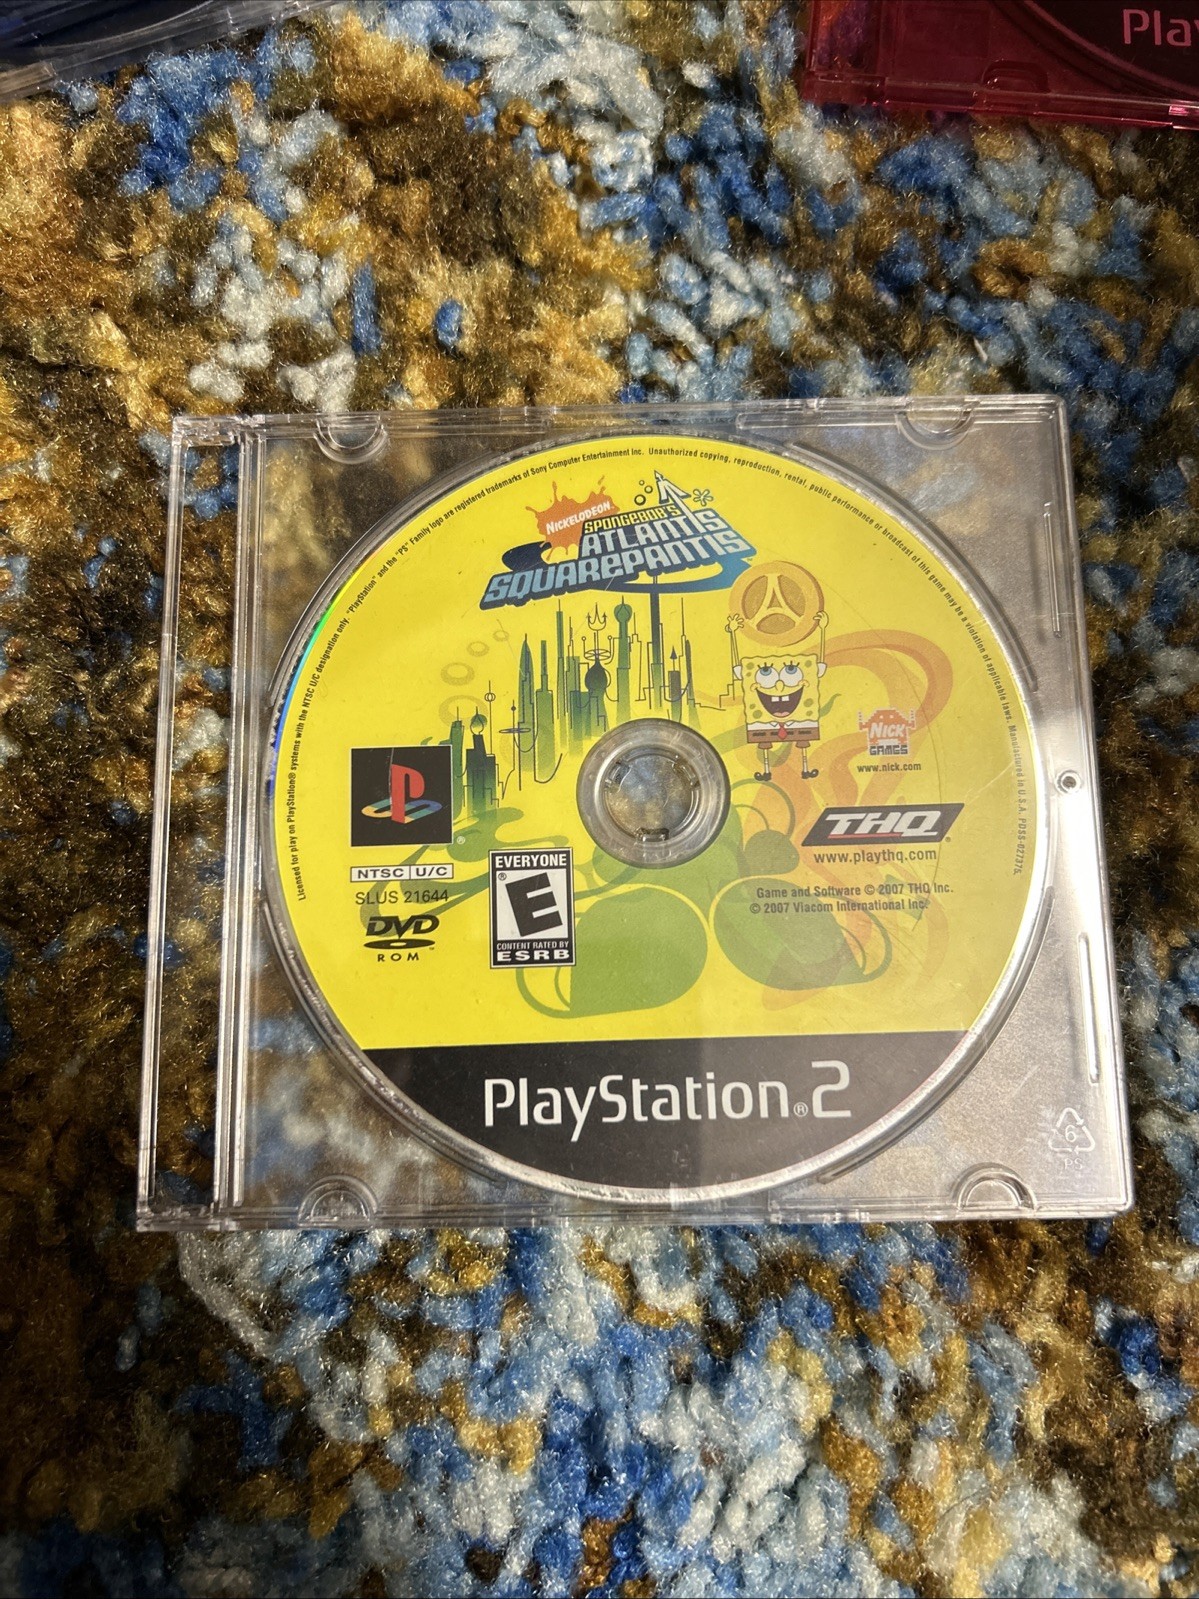 Pla
Licensed for play on PlayStation® systems with the NTSC U/C designation only. "PlayStation" and the "PS" Family logo are registered trademarks of Sony Computer Entertainment Inc. Unauthorized copying, reproduction, rental, public performance or broadcast of this game may be a violation of applicable laws. Manufactured in U.S.A.
NICKELODEON
SPONGEBOB'S
ATLANTIS
SQUAREPANTIS
NICK
GAMES
www.nick.com
THQ®
www.playthq.com
NTSC U/C
SLUS 21644
DVD™
ROM
EVERYONE
E®
CONTENT RATED BY
ESRB
Game and Software © 2007 THQ Inc.
© 2007 Viacom International Inc.
PlayStation®2
6
PS